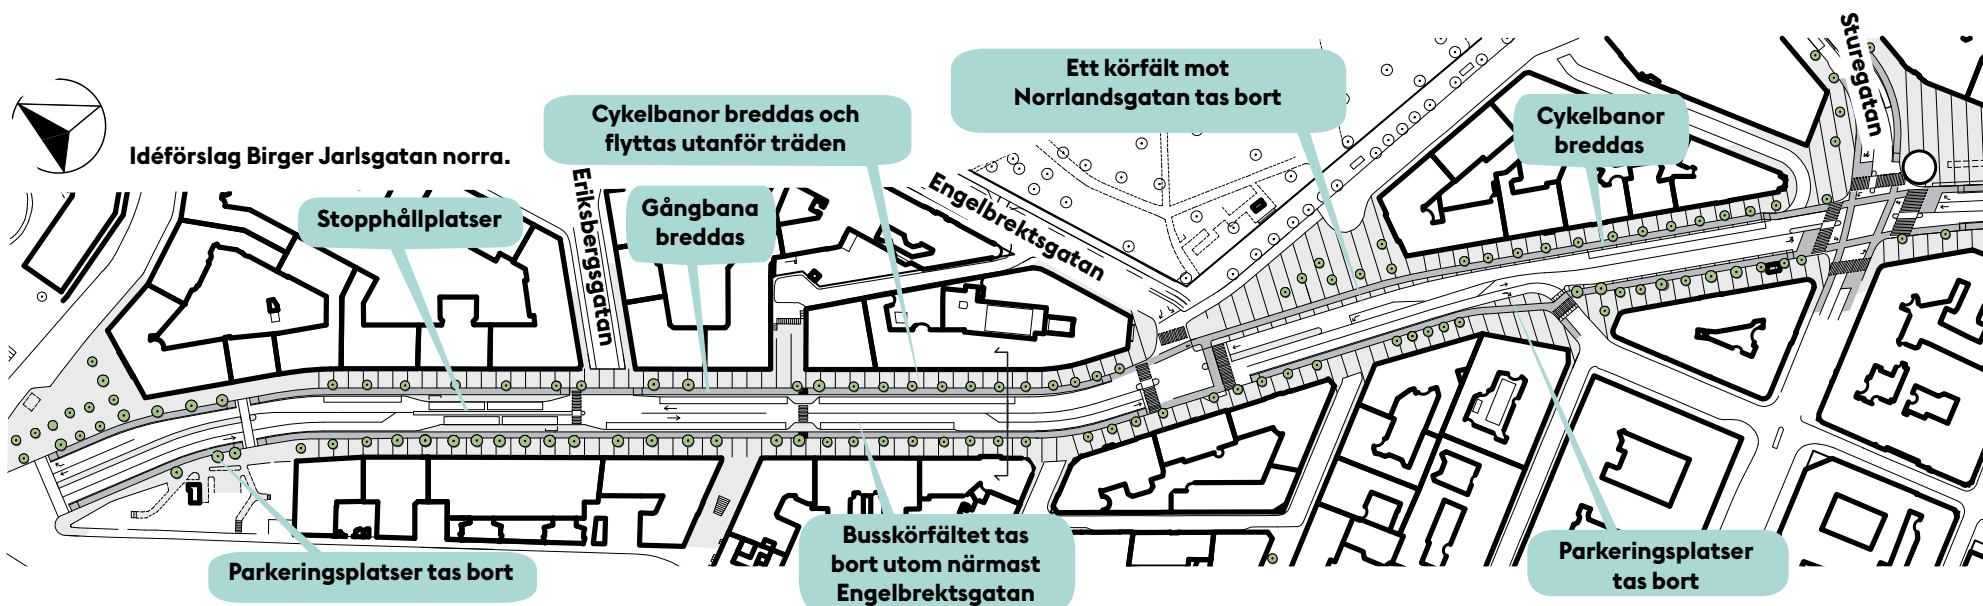 Idéförslag Birger Jarlsgatan norra.
Stopphållplatser
Cykelbanor breddas och
flyttas utanför träden
Eriksbergsgatan
Gångbana
breddas
Engelbrektsgatan
Ett körfält mot
Norrlandsgatan tas bort
Cykelbanor
breddas
Sturegatan
Parkeringsplatser tas bort
Busskörfältet tas
bort utom närmast
Engelbrektsgatan
Parkeringsplatser
tas bort